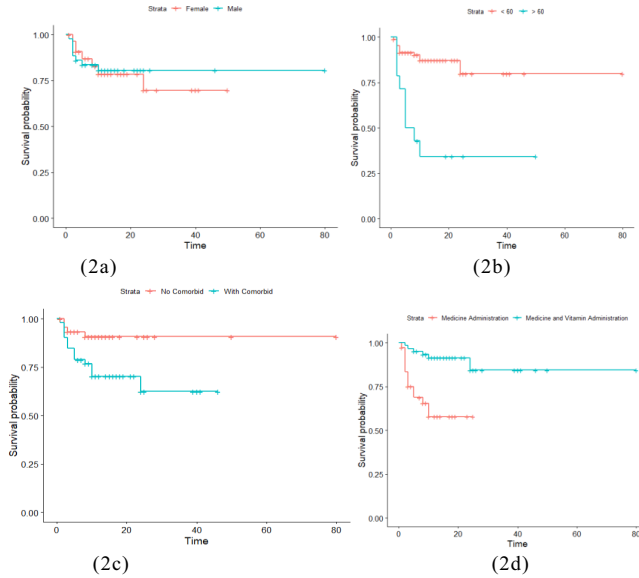 Strata Female Male
1.00
0.75
0.50
0.25
0.00
Survival probability
0 20 40 60 80
Time
(2a)
Strata < 60 > 60
1.00
0.75
0.50
0.25
0.00
Survival probability
0 20 40 60 80
Time
(2b)
Strata No Comorbid With Comorbid
1.00
0.75
0.50
0.25
0.00
Survival probability
0 20 40 60 80
Time
(2c)
Strata Medicine Administration Medicine and Vitamin Administration
1.00
0.75
0.50
0.25
0.00
Survival probability
0 20 40 60 80
Time
(2d)